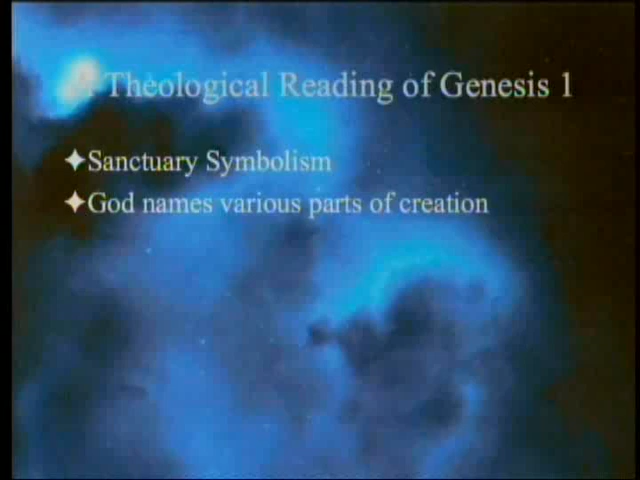 A Theological Reading of Genesis 1
✦Sanctuary Symbolism
✦God names various parts of creation